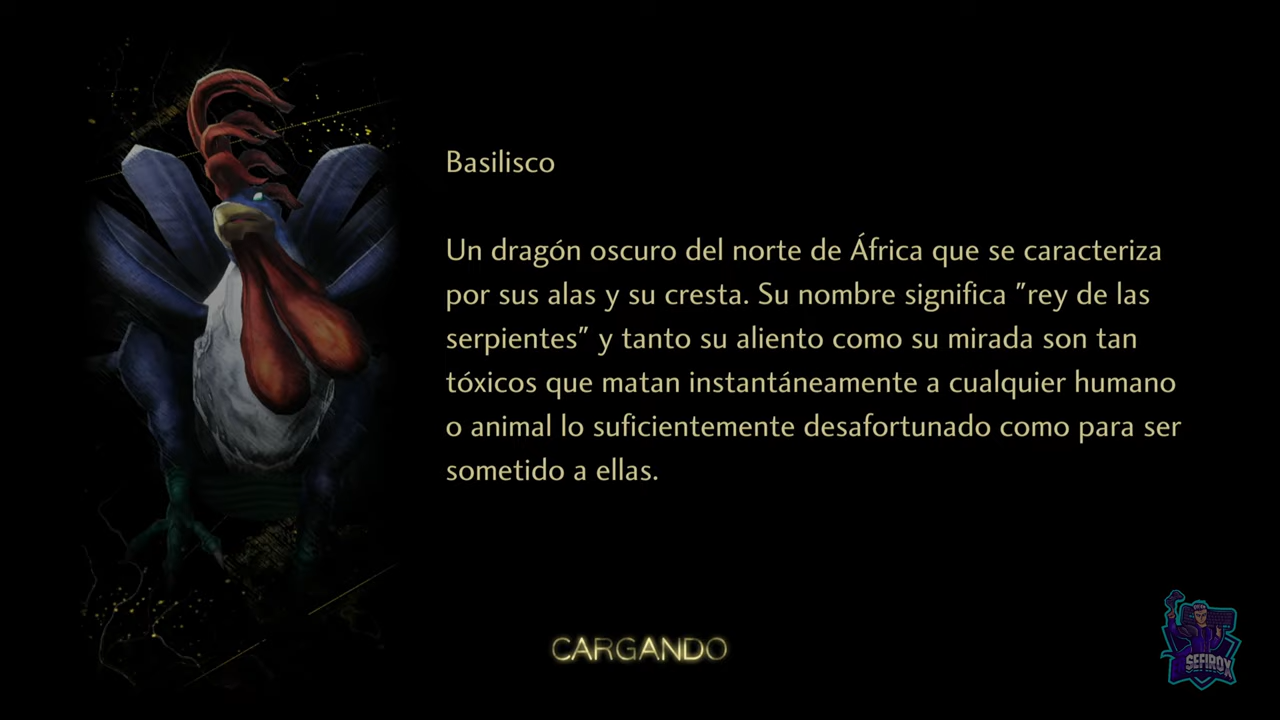 Basilisco
Un dragón oscuro del norte de África que se caracteriza
por sus alas y su cresta. Su nombre significa "rey de las
serpientes" y tanto su aliento como su mirada son tan
tóxicos que matan instantáneamente a cualquier humano
o animal lo suficientemente desafortunado como para ser
sometido a ellas.
CARGANDO
SEFIROX